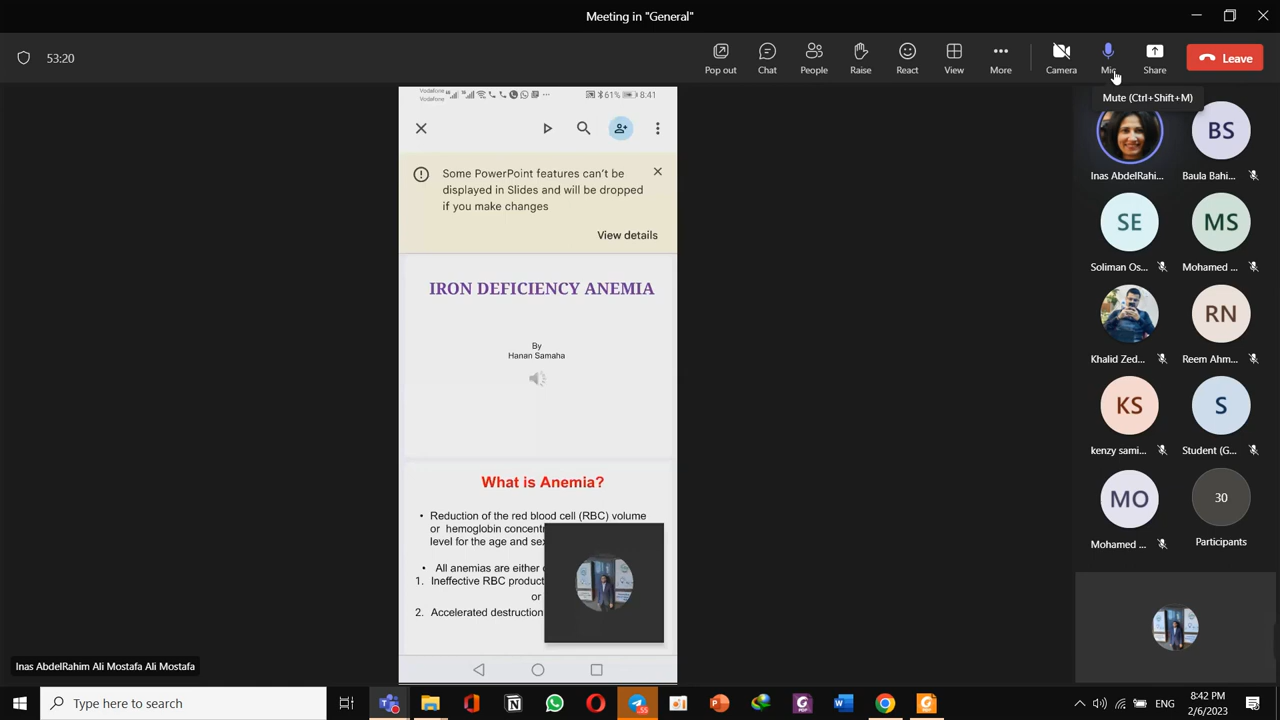 Meeting in "General"
53:20
Pop out
Chat
People
Raise
React
View
More
Camera
Mic
Share
Leave
Mute (Ctrl+Shift+M)
Vodafone
Vodafone
61%
8:41
Some PowerPoint features can't be
displayed in Slides and will be dropped
if you make changes
View details
IRON DEFICIENCY ANEMIA
By
Hanan Samaha
What is Anemia?
• Reduction of the red blood cell (RBC) volume
or hemoglobin concent
level for the age and se
• All anemias are either
1. Ineffective RBC product
or
2. Accelerated destruction
Inas AbdelRahi...
BS
Baula Bahi...
SE
Soliman Os...
MS
Mohamed ...
Khalid Zed...
RN
Reem Ahm...
KS
kenzy sami...
S
Student (G...
MO
Mohamed ...
30
Participants
Inas AbdelRahim Ali Mostafa Ali Mostafa
Type here to search
ENG
8:42 PM
2/6/2023